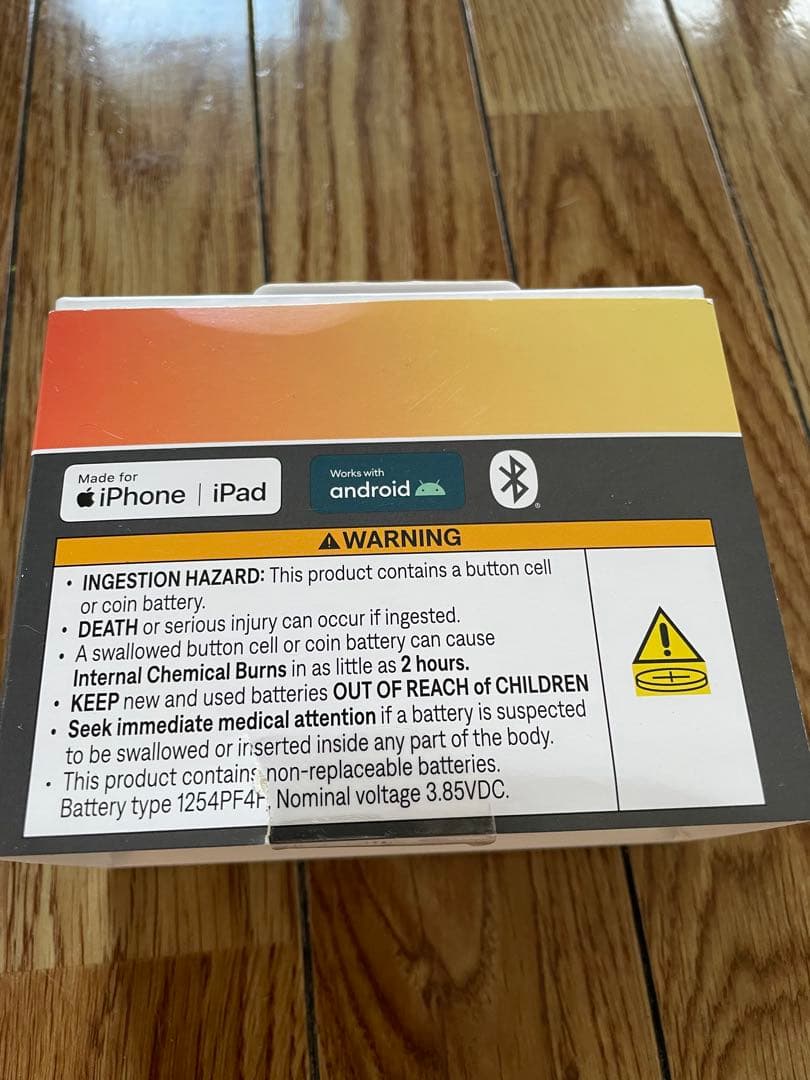 Made for
iPhone | iPad
Works with
android
®
WARNING
• INGESTION HAZARD: This product contains a button cell
or coin battery.
• DEATH or serious injury can occur if ingested.
• A swallowed button cell or coin battery can cause
Internal Chemical Burns in as little as 2 hours.
• KEEP new and used batteries OUT OF REACH of CHILDREN
• Seek immediate medical attention if a battery is suspected
to be swallowed or inserted inside any part of the body.
• This product contains non-replaceable batteries.
Battery type 1254PF4H, Nominal voltage 3.85VDC.